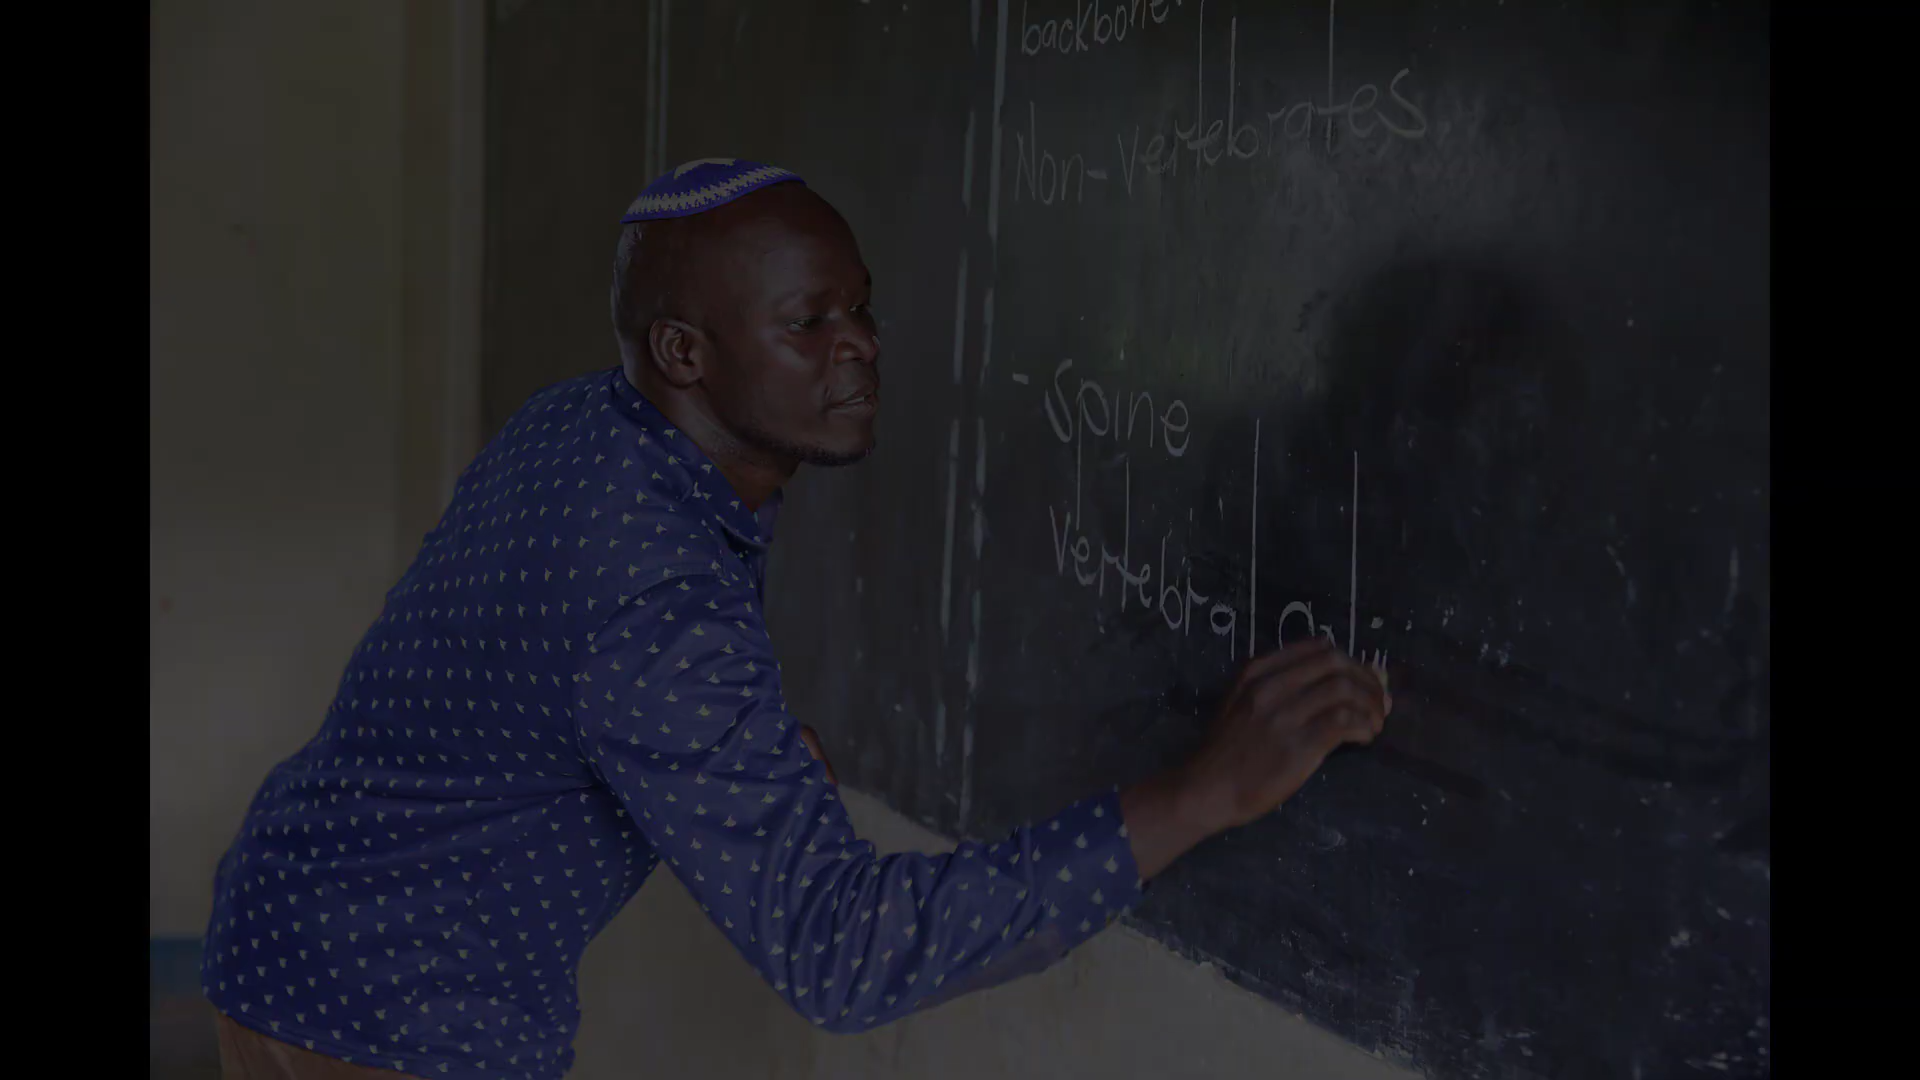 backbone.
Non-vertebrates
- Spine
Vertebral